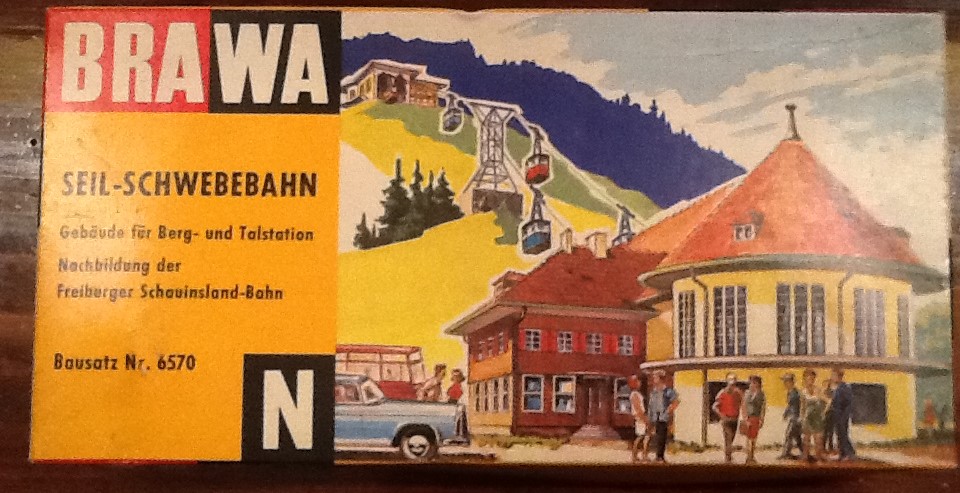 BRAWA
SEIL-SCHWEBEBAHN
Gebäude für Berg- und Talstation
Nachbildung der
Freiburger Schauinsland-Bahn
Bausatz Nr. 6570
N